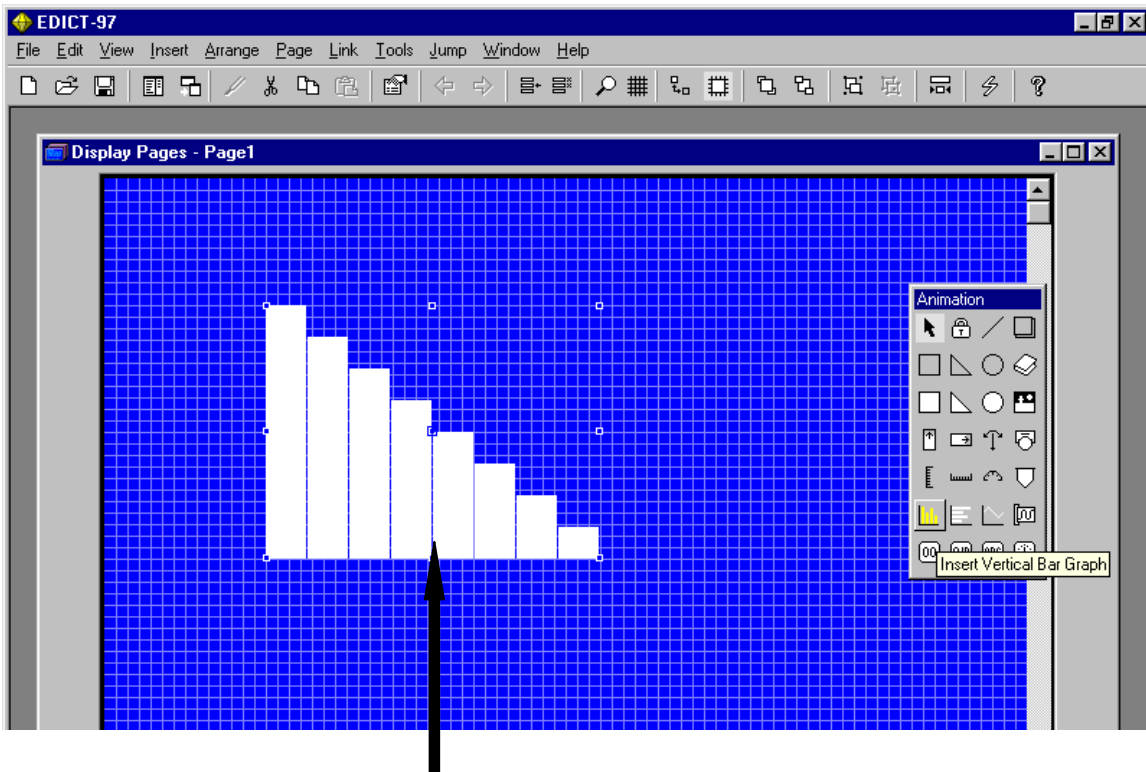 EDICT-97
File Edit View Insert Arrange Page Link Tools Jump Window Help
Display Pages - Page1
Animation
Insert Vertical Bar Graph